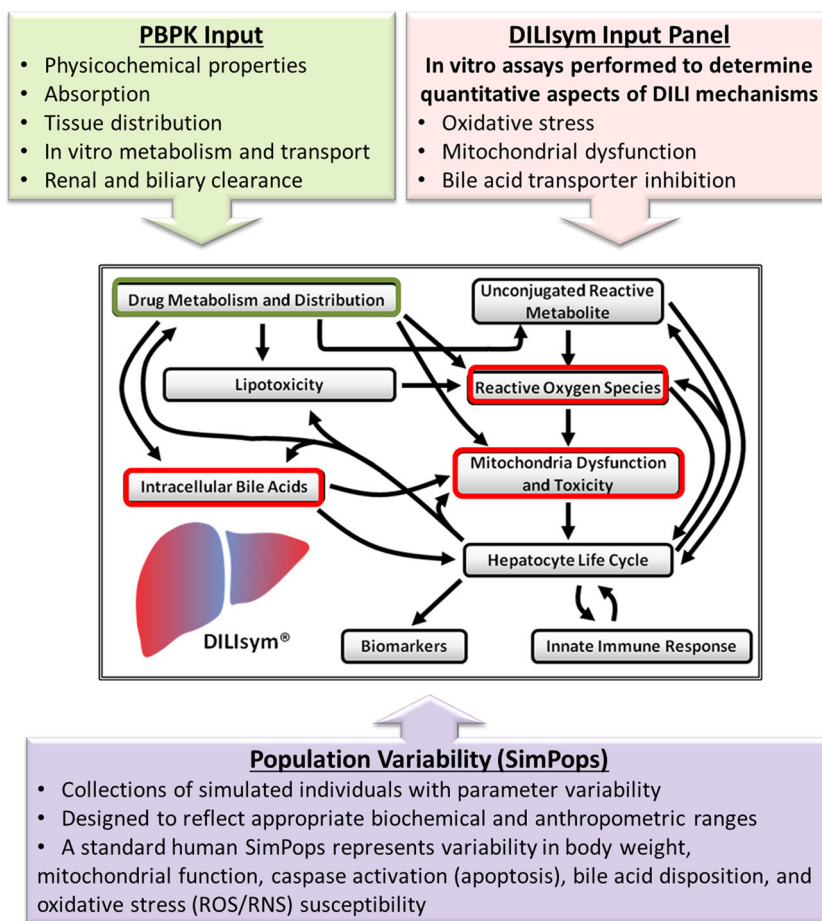 PBPK Input
• Physicochemical properties
• Absorption
• Tissue distribution
• In vitro metabolism and transport
• Renal and biliary clearance
DILIsym Input Panel
In vitro assays performed to determine
quantitative aspects of DILI mechanisms
• Oxidative stress
• Mitochondrial dysfunction
• Bile acid transporter inhibition
Drug Metabolism and Distribution
Unconjugated Reactive
Metabolite
Lipotoxicity
Reactive Oxygen Species
Intracellular Bile Acids
Mitochondria Dysfunction
and Toxicity
Hepatocyte Life Cycle
DILIsym®
Biomarkers
Innate Immune Response
Population Variability (SimPops)
• Collections of simulated individuals with parameter variability
• Designed to reflect appropriate biochemical and anthropometric ranges
• A standard human SimPops represents variability in body weight,
mitochondrial function, caspase activation (apoptosis), bile acid disposition, and
oxidative stress (ROS/RNS) susceptibility